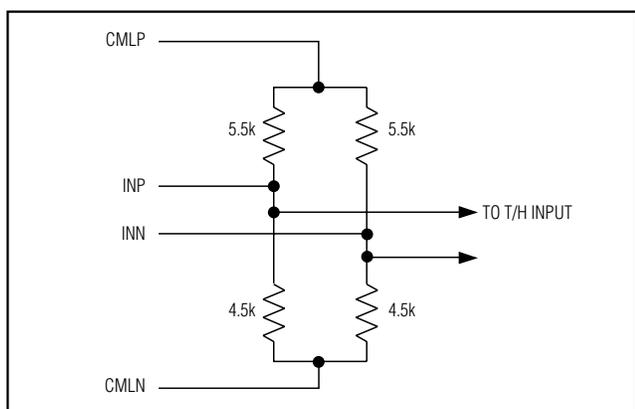 CMLP
5.5k
5.5k
INP
TO T/H INPUT
INN
4.5k
4.5k
CMLN